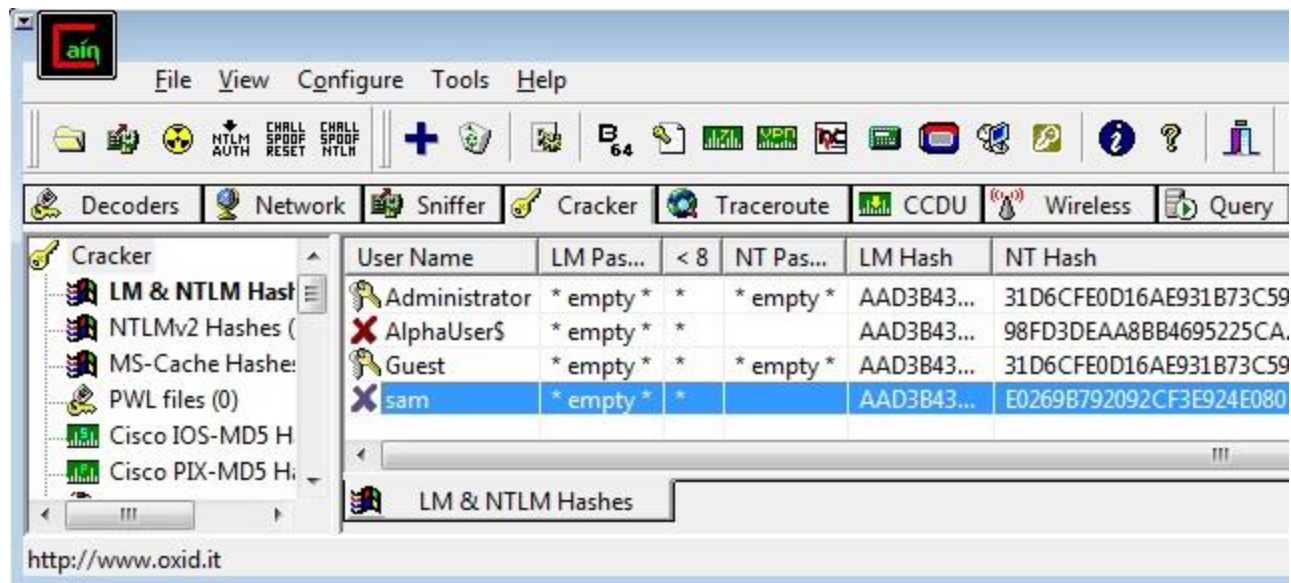 Cain
File View Configure Tools Help
NTLM AUTH CHALL SPOOF RESET CHALL SPOOF NTLM B 64
Decoders Network Sniffer Cracker Traceroute CCDU Wireless Query
Cracker
LM & NTLM Hash
NTLMv2 Hashes (
MS-Cache Hashe
PWL files (0)
Cisco IOS-MD5 H
Cisco PIX-MD5 Ha
User Name LM Pas... < 8 NT Pas... LM Hash NT Hash
Administrator * empty * * * empty * AAD3B43... 31D6CFE0D16AE931B73C59
AlphaUser$ * empty * * AAD3B43... 98FD3DEAA8BB4695225CA.
Guest * empty * * * empty * AAD3B43... 31D6CFE0D16AE931B73C59
sam * empty * * AAD3B43... E0269B792092CF3E924E080
LM & NTLM Hashes
http://www.oxid.it